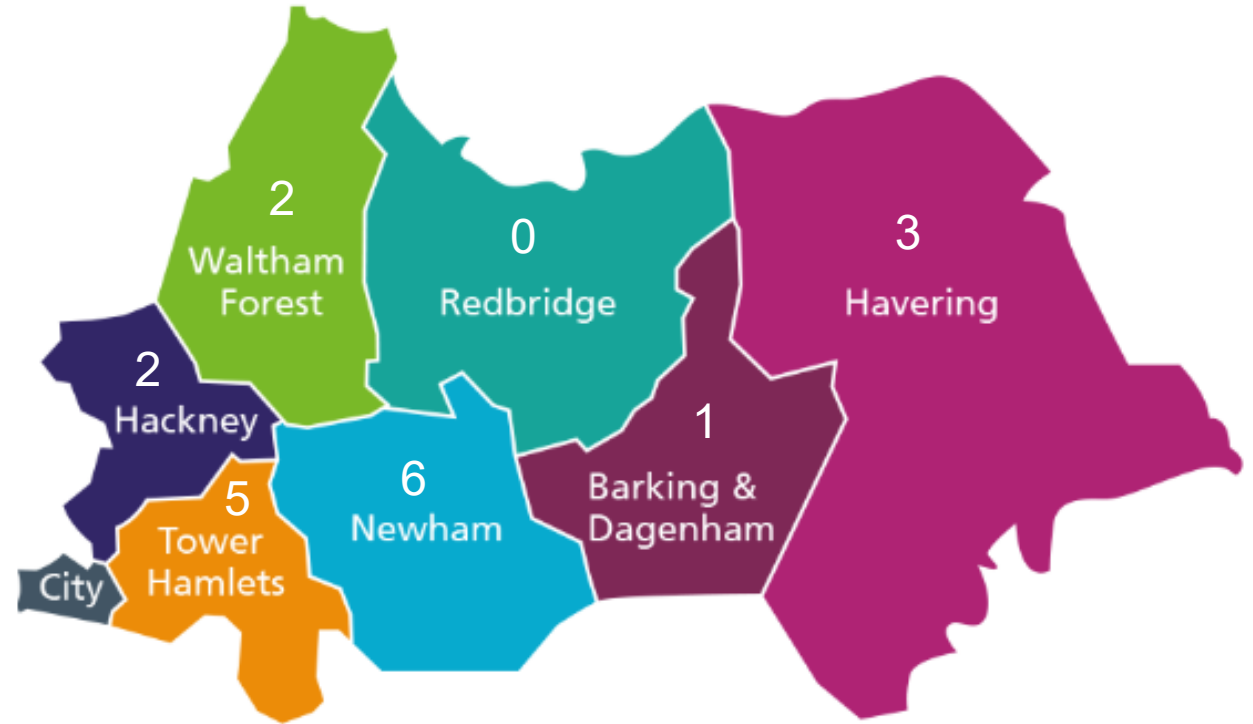 2
Waltham
Forest
0
Redbridge
3
Havering
2
Hackney
1
Barking &
Dagenham
6
Newham
5
Tower
Hamlets
City